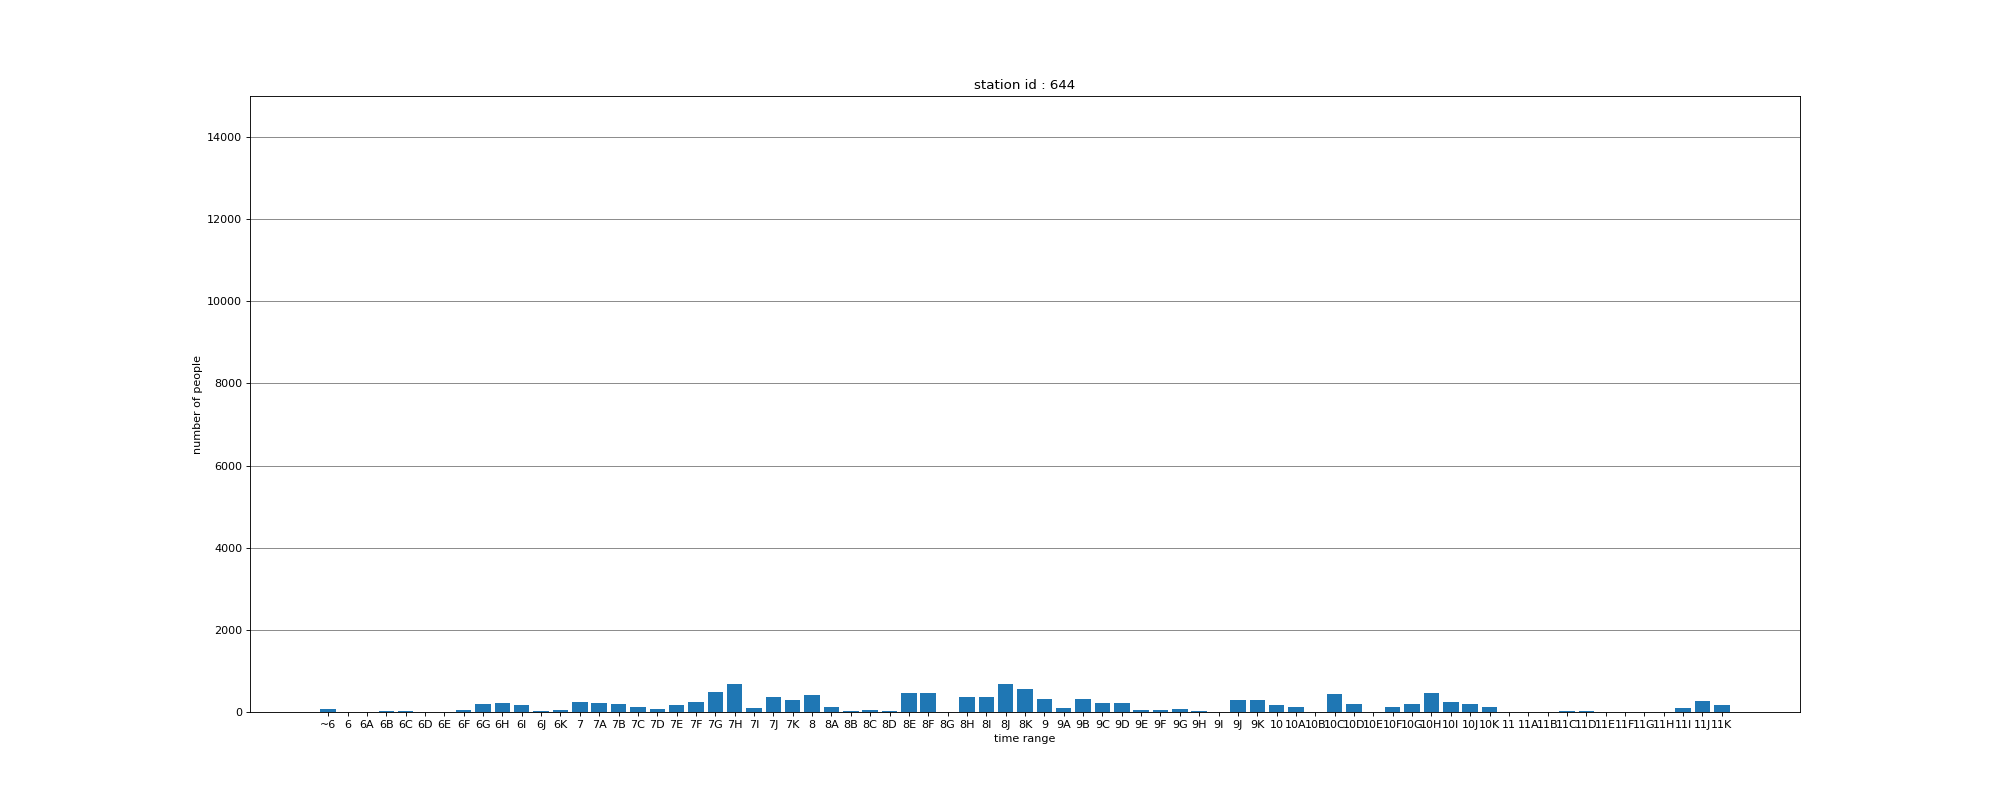 station id : 644
14000
12000
10000
8000
6000
4000
2000
0
number of people
~6 6 6A 6B 6C 6D 6E 6F 6G 6H 6I 6J 6K 7 7A 7B 7C 7D 7E 7F 7G 7H 7I 7J 7K 8 8A 8B 8C 8D 8E 8F 8G 8H 8I 8J 8K 9 9A 9B 9C 9D 9E 9F 9G 9H 9I 9J 9K 10 10A 10B 10C 10D 10E 10F 10G 10H 10I 10J 10K 11 11A 11B 11C 11D 11E 11F 11G 11H 11I 11J 11K
time range